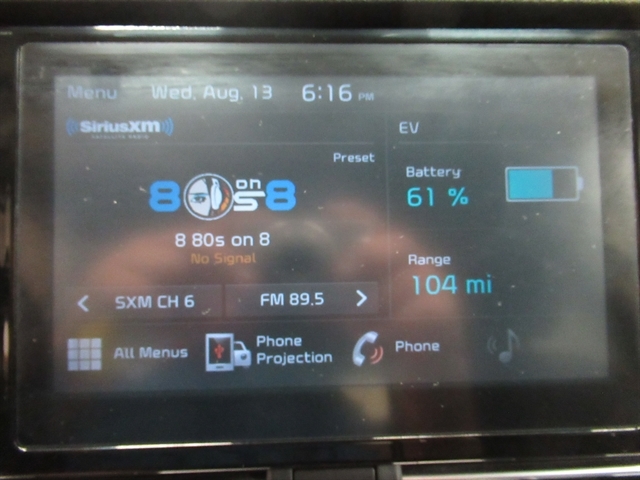 Menu Wed, Aug, 13 6:16 PM
SiriusXM
SATELLITE RADIO
EV
Preset
80s on 8
Battery
61 %
8 80s on 8
No Signal
Range
104 mi
SXM CH 6
FM 89.5
All Menus
Phone
Projection
Phone